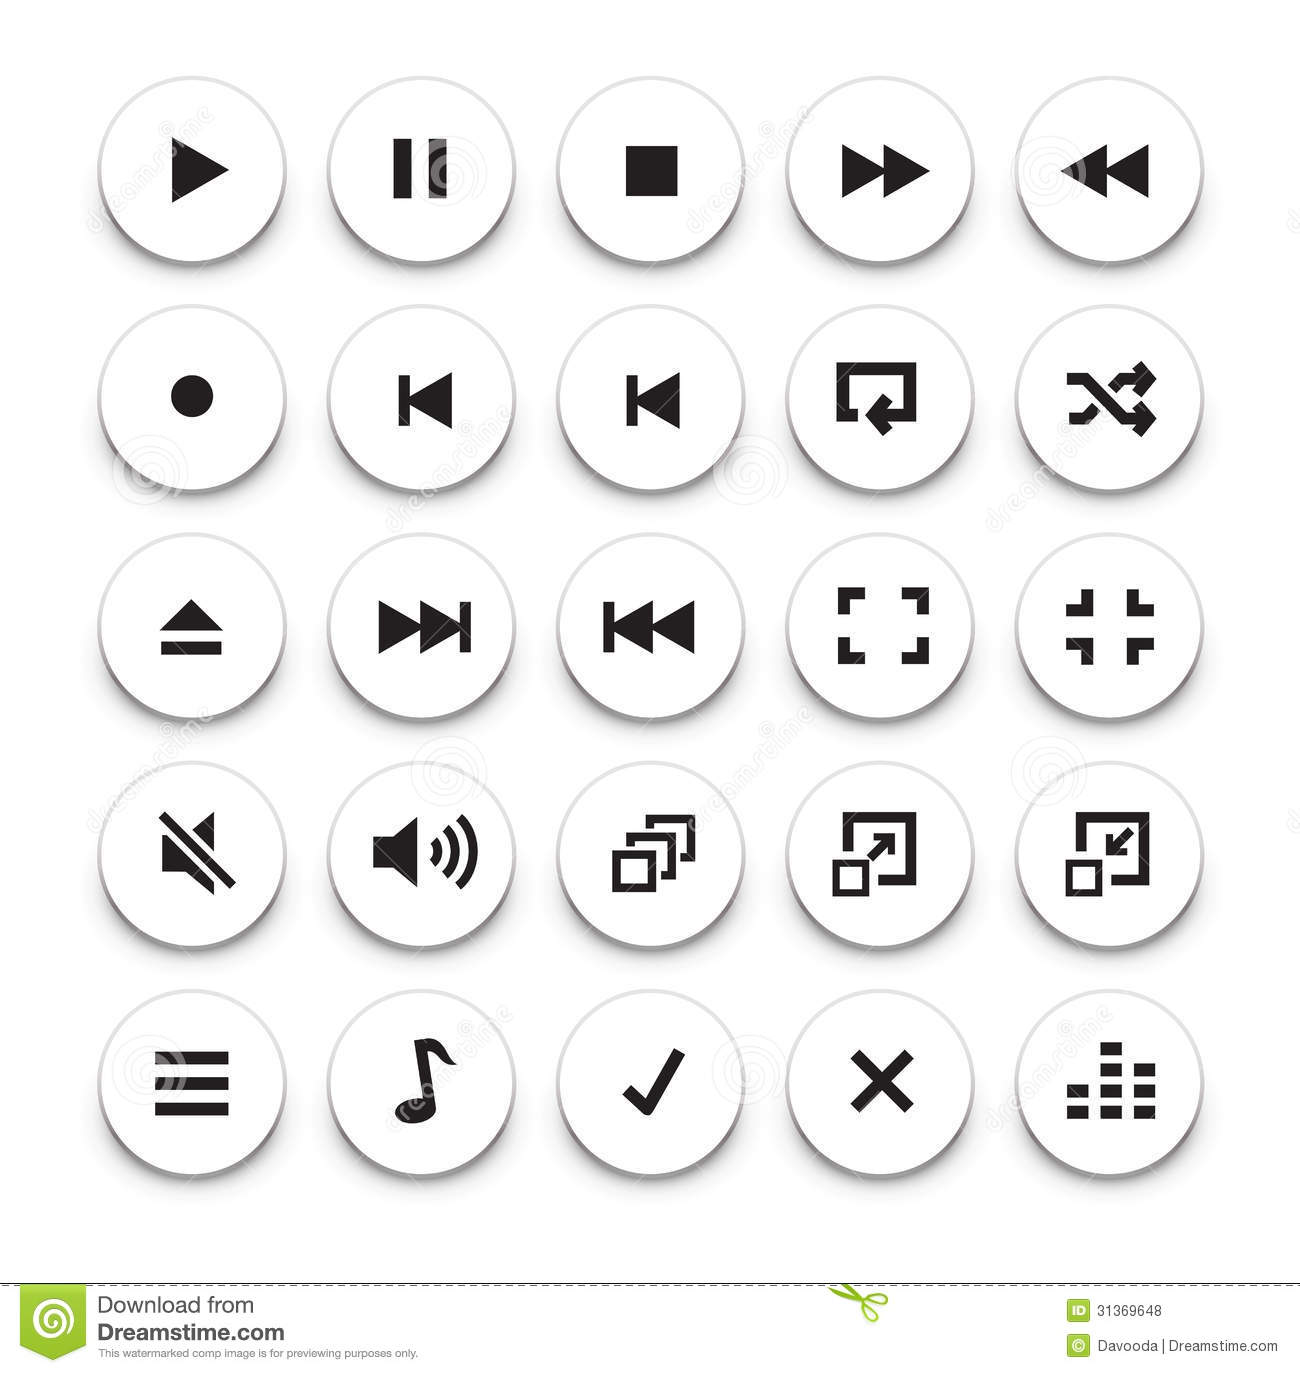 Download from
Dreamstime.com
This watermarked comp image is for previewing purposes only.
ID 31369648
© Davooda | Dreamstime.com